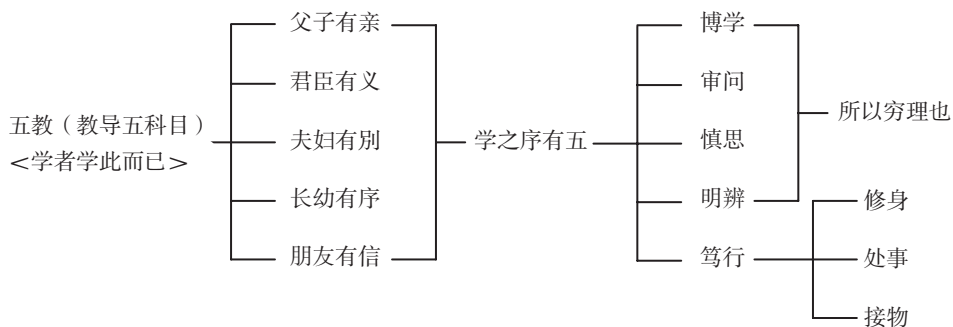 五教（教导五科目）
<学者学此而已>
父子有亲
君臣有义
夫妇有别
长幼有序
朋友有信
学之序有五
博学
审问
慎思
明辨
笃行
所以穷理也
修身
处事
接物